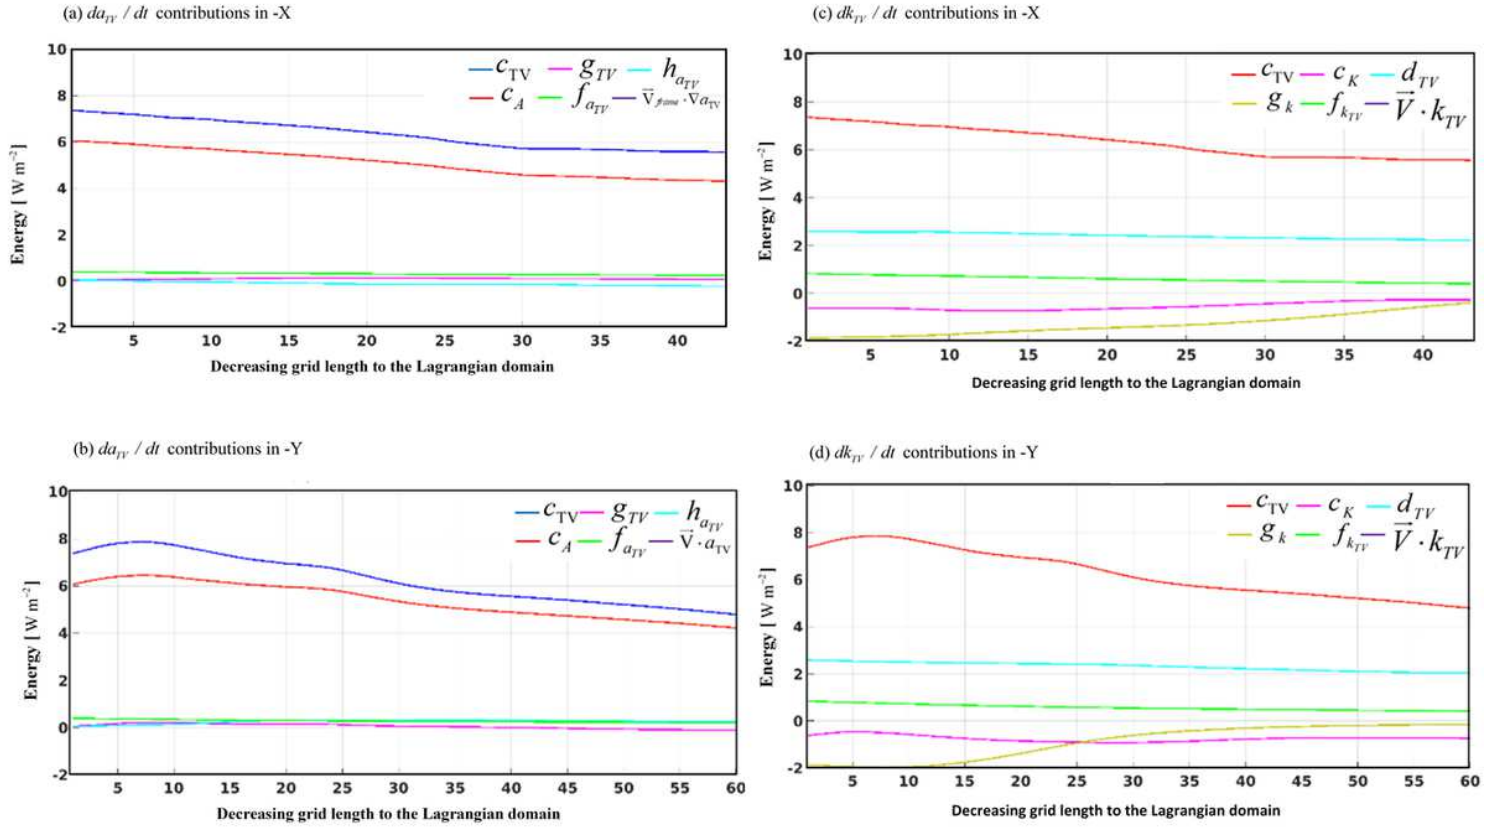 (a) da_TV / dt contributions in -X
10
8
6
4
2
0
-2
Energy [ W m⁻²]
c_TV g_TV h_a_TV
c_A f_a_TV V⃗_frame · ∇a_TV
5 10 15 20 25 30 35 40
Decreasing grid length to the Lagrangian domain
(c) dk_TV / dt contributions in -X
10
8
6
4
2
0
-2
Energy [ W m⁻²]
c_TV c_K d_TV
g_k f_k_TV V⃗ · k_TV
5 10 15 20 25 30 35 40
Decreasing grid length to the Lagrangian domain
(b) da_TV / dt contributions in -Y
10
8
6
4
2
0
-2
Energy [ W m⁻²]
c_TV g_TV h_a_TV
c_A f_a_TV V⃗ · a_TV
5 10 15 20 25 30 35 40 45 50 55 60
Decreasing grid length to the Lagrangian domain
(d) dk_TV / dt contributions in -Y
10
8
6
4
2
0
-2
Energy [ W m⁻²]
c_TV c_K d_TV
g_k f_k_TV V⃗ · k_TV
5 10 15 20 25 30 35 40 45 50 55 60
Decreasing grid length to the Lagrangian domain